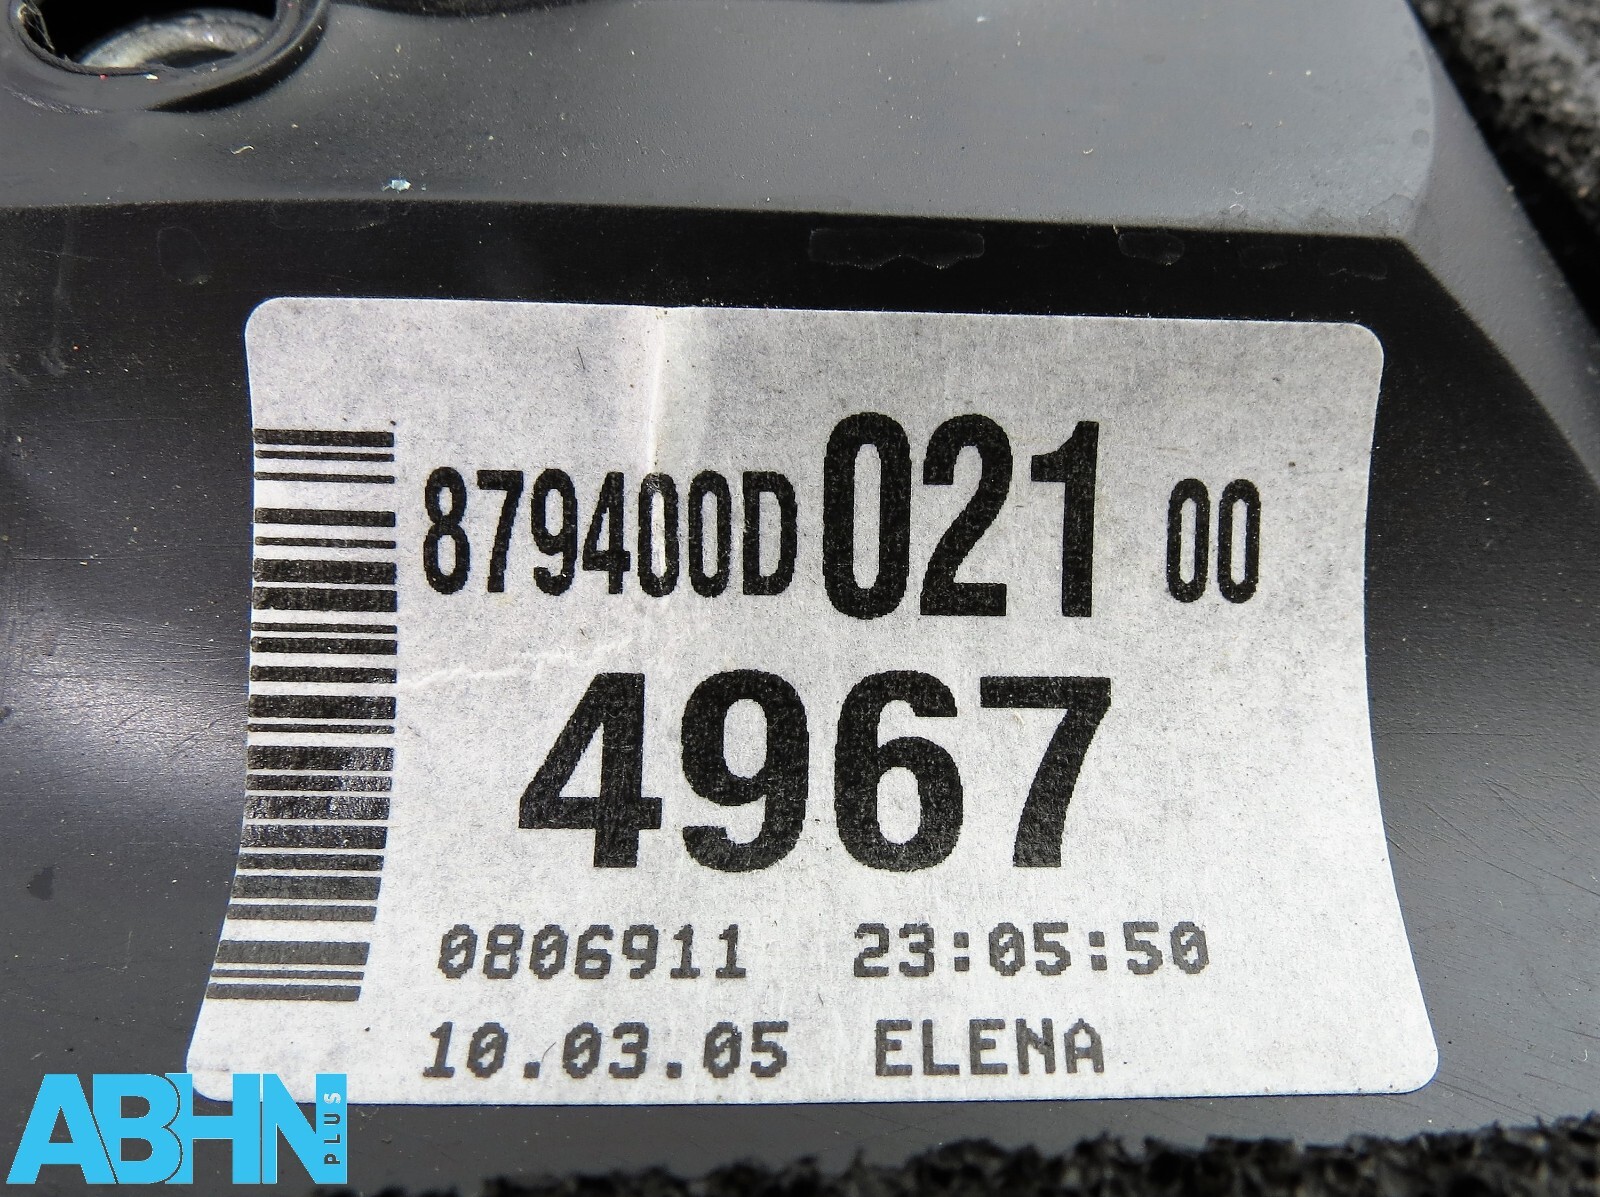 879400D 021 00
4967
0806911 23:05:50
10.03.05 ELENA
ABHN PLUS